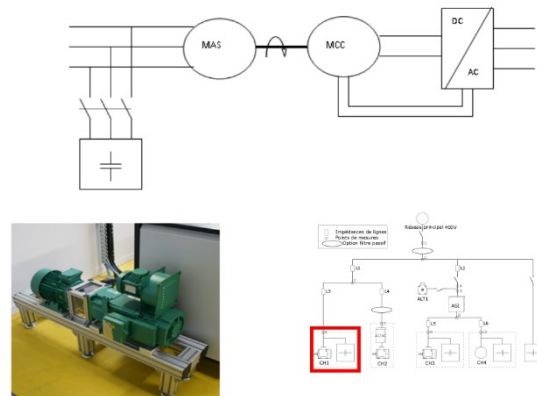 MAS
MCC
DC
AC
Réseau principal 400V
Impédances de lignes
Points de mesures
Option filtre passif
L1
L2
L3
L4
ALT1
ASI
L5
L6
CH1
CH2
CH3
CH4